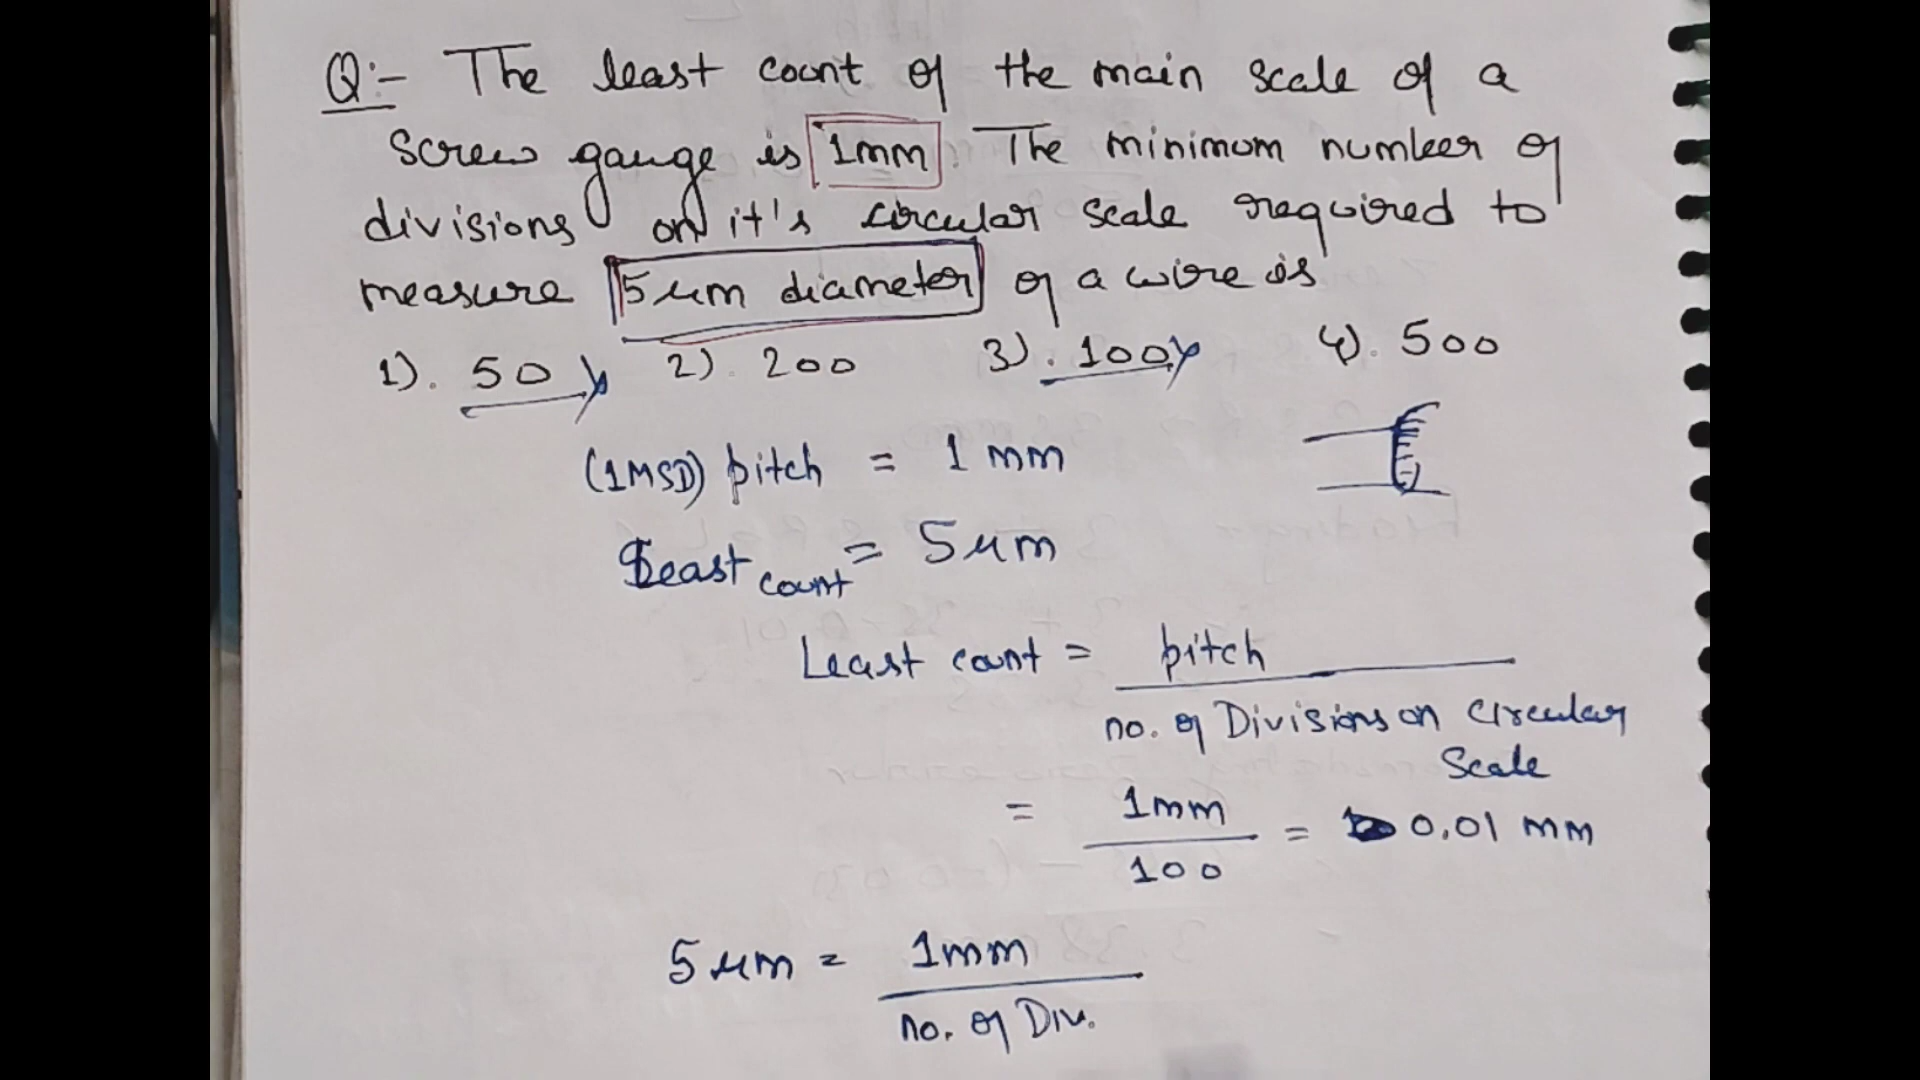 Q:- The least count of the main scale of a
screw gauge is 1mm. The minimum number of
divisions on it's circular scale required to
measure 5μm diameter of a wire is
1). 50 2). 200 3). 100 4). 500
(1MSD) pitch = 1 mm
Least count = 5μm
Least count = pitch
no. of Divisions on circular
Scale
= 1mm
100 = 0.01 mm
5μm = 1mm
no. of Div.